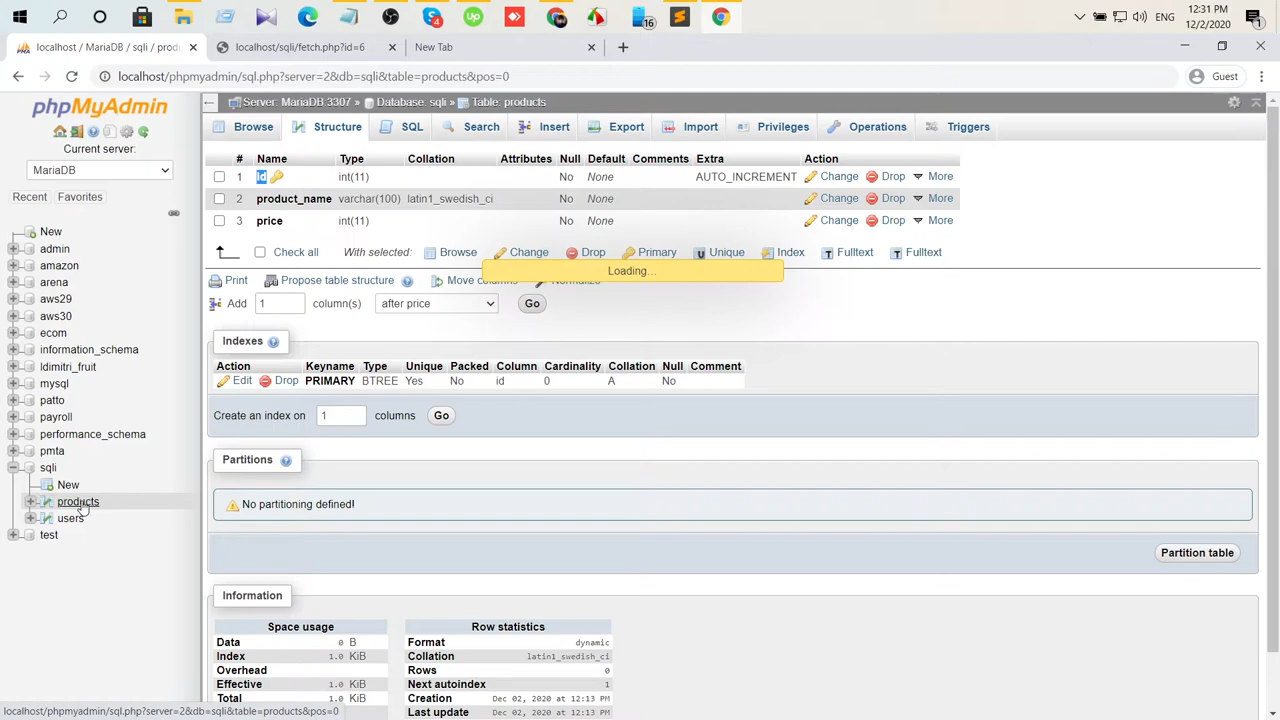 16
ENG
12:31 PM
12/2/2020
1
localhost / MariaDB / sqli / produ
localhost/sqli/fetch.php?id=6
New Tab
localhost/phpmyadmin/sql.php?server=2&db=sqli&table=products&pos=0
Guest
phpMyAdmin
Current server:
MariaDB
Recent Favorites
New
admin
amazon
arena
aws29
aws30
ecom
information_schema
ldimitri_fruit
mysql
patto
payroll
performance_schema
pmta
sqli
New
products
users
test
Server: MariaDB:3307 » Database: sqli » Table: products
Browse Structure SQL Search Insert Export Import Privileges Operations Triggers
# Name Type Collation Attributes Null Default Comments Extra Action
1 id int(11) No None AUTO_INCREMENT Change Drop More
2 product_name varchar(100) latin1_swedish_ci No None Change Drop More
3 price int(11) No None Change Drop More
Check all With selected: Browse Change Drop Primary Unique Index Fulltext Fulltext
Loading...
Print Propose table structure Move columns Normalize
Add 1 column(s) after price Go
Indexes
Action Keyname Type Unique Packed Column Cardinality Collation Null Comment
Edit Drop PRIMARY BTREE Yes No id 0 A No
Create an index on 1 columns Go
Partitions
No partitioning defined!
Partition table
Information
Space usage
Data 0 B
Index 1.0 KiB
Overhead
Effective 1.0 KiB
Total 1.0 KiB
Row statistics
Format dynamic
Collation latin1_swedish_ci
Rows 0
Next autoindex 1
Creation Dec 02, 2020 at 12:13 PM
Last update Dec 02, 2020 at 12:13 PM
localhost/phpmyadmin/sql.php?server=2&db=sqli&table=products&pos=0